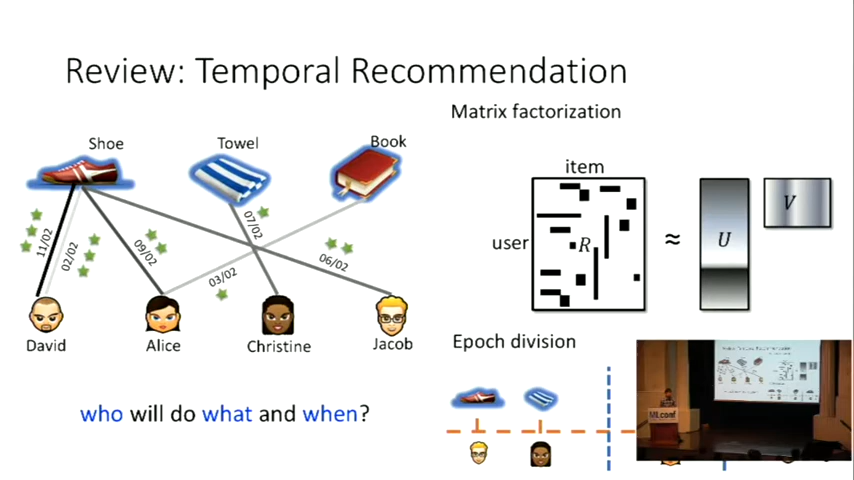 Review: Temporal Recommendation
Matrix factorization
Shoe
Towel
Book
item
11/02
02/02
09/02
03/02
07/02
06/02
user
R
≈
U
V
David
Alice
Christine
Jacob
Epoch division
who will do what and when?
MLconf